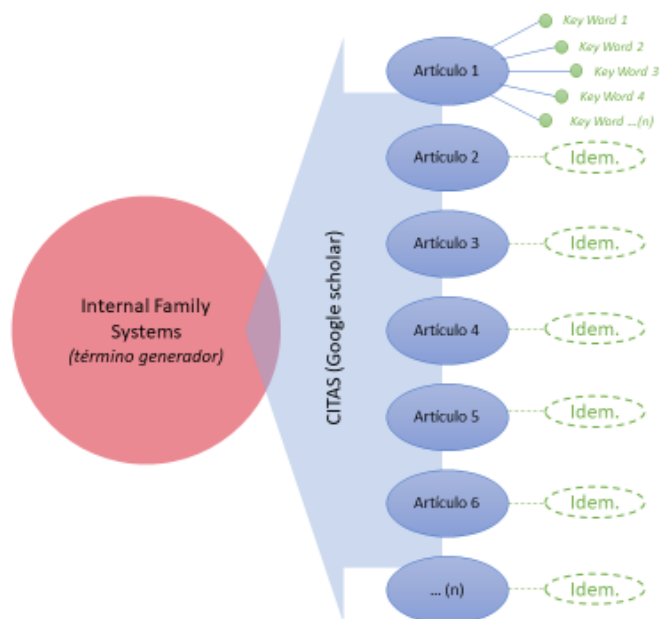 Internal Family
Systems
(término generador)
CITAS (Google scholar)
Artículo 1
Key Word 1
Key Word 2
Key Word 3
Key Word 4
Key Word ...(n)
Artículo 2
Idem.
Artículo 3
Idem.
Artículo 4
Idem.
Artículo 5
Idem.
Artículo 6
Idem.
... (n)
Idem.